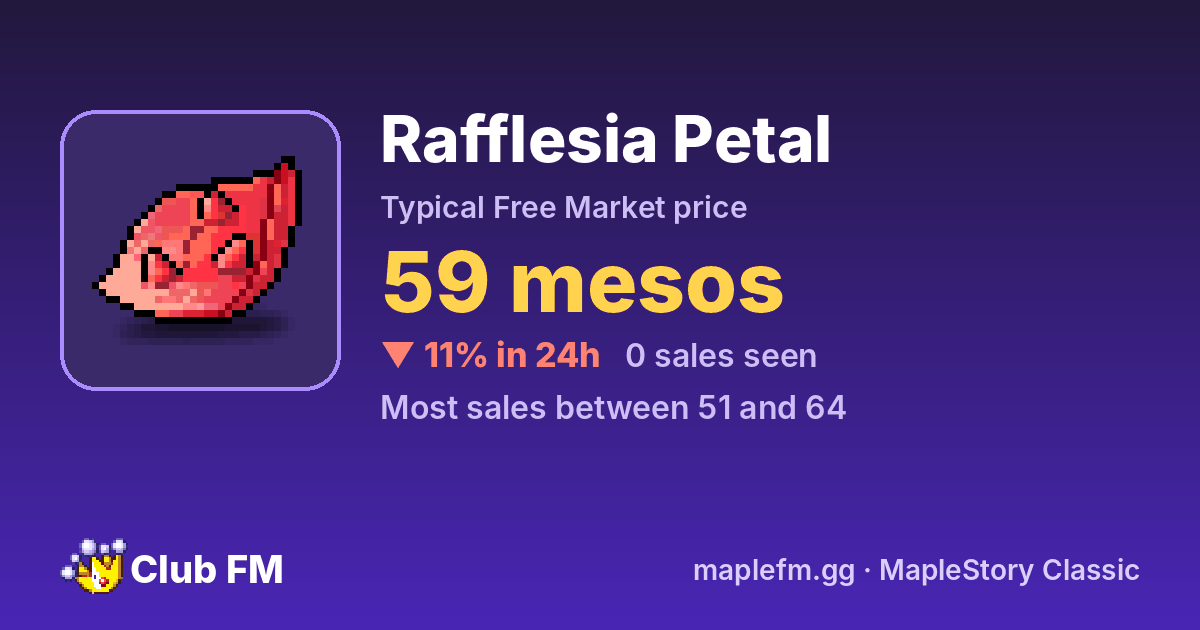 Rafflesia Petal
Typical Free Market price
59 mesos
▼ 11% in 24h 0 sales seen
Most sales between 51 and 64
Club FM
maplefm.gg · MapleStory Classic